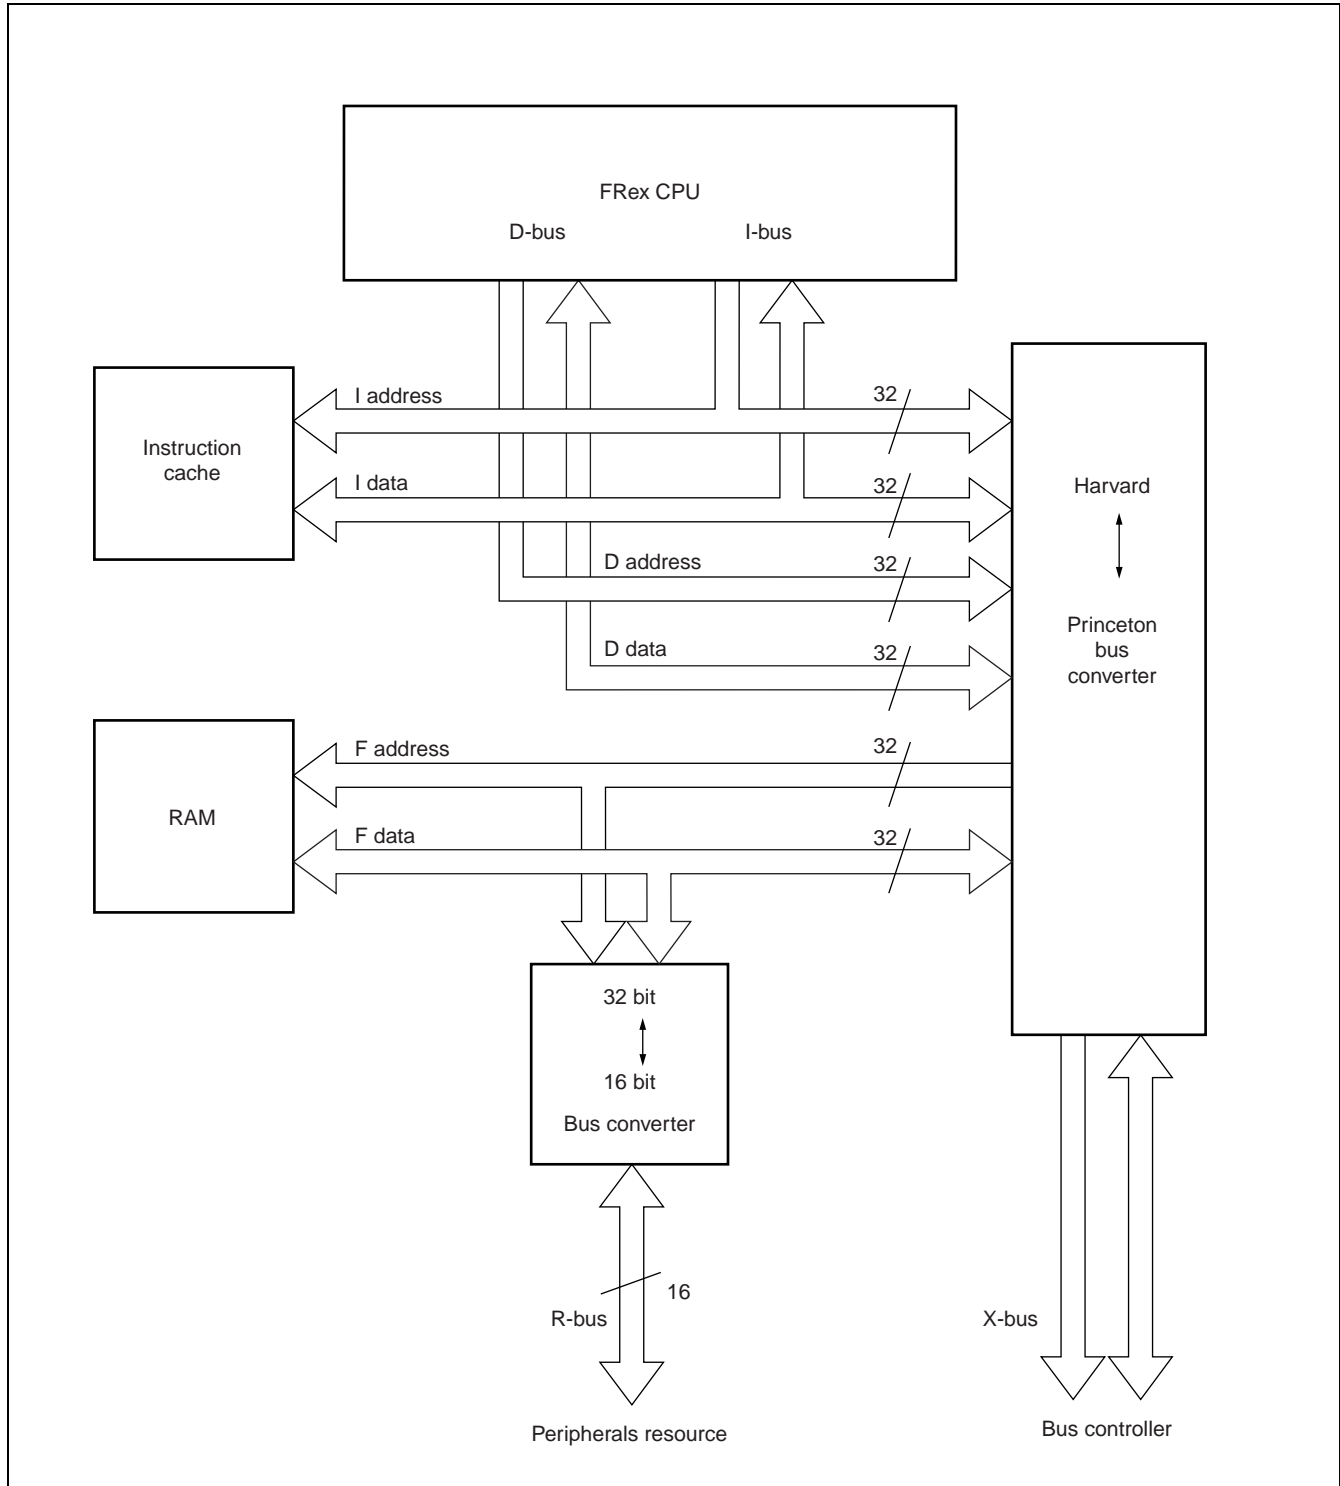 FRex CPU
D-bus
I-bus
I address
32
Instruction
cache
I data
32
Harvard
D address
32
Princeton
bus
converter
D data
32
F address
32
RAM
F data
32
32 bit
16 bit
Bus converter
16
R-bus
X-bus
Peripherals resource
Bus controller